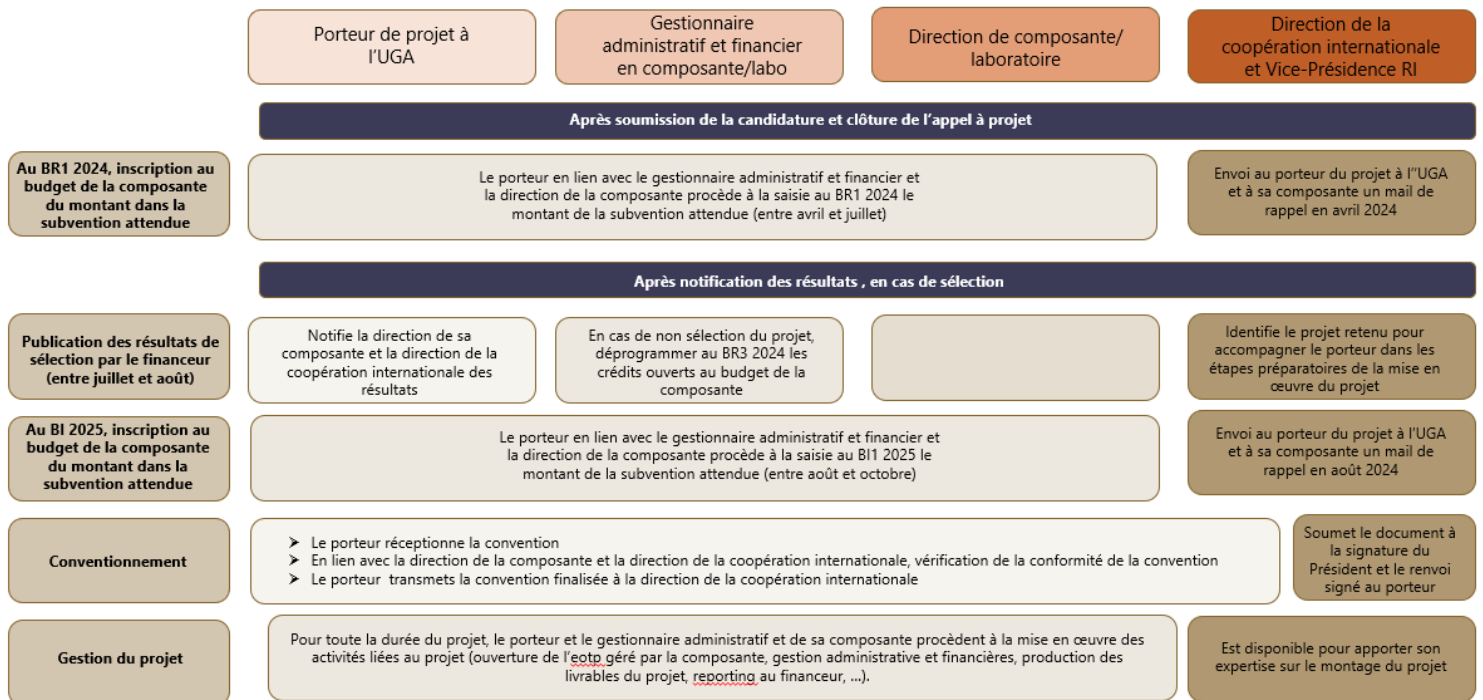 Porteur de projet à
l’UGA
Gestionnaire
administratif et financier
en composante/labo
Direction de composante/
laboratoire
Direction de la
coopération internationale
et Vice-Présidence RI
Après soumission de la candidature et clôture de l’appel à projet
Au BR1 2024, inscription au
budget de la composante
du montant dans la
subvention attendue
Le porteur en lien avec le gestionnaire administratif et financier et
la direction de la composante procède à la saisie au BR1 2024 le
montant de la subvention attendue (entre avril et juillet)
Envoi au porteur du projet à l’'UGA
et à sa composante un mail de
rappel en avril 2024
Après notification des résultats , en cas de sélection
Publication des résultats de
sélection par le financeur
(entre juillet et août)
Notifie la direction de sa
composante et la direction de la
coopération internationale des
résultats
En cas de non sélection du projet,
déprogrammer au BR3 2024 les
crédits ouverts au budget de la
composante
Identifie le projet retenu pour
accompagner le porteur dans les
étapes préparatoires de la mise en
œuvre du projet
Au BI 2025, inscription au
budget de la composante
du montant dans la
subvention attendue
Le porteur en lien avec le gestionnaire administratif et financier et
la direction de la composante procède à la saisie au BI1 2025 le
montant de la subvention attendue (entre août et octobre)
Envoi au porteur du projet à l’UGA
et à sa composante un mail de
rappel en août 2024
Conventionnement
➢ Le porteur réceptionne la convention
➢ En lien avec la direction de la composante et la direction de la coopération internationale, vérification de la conformité de la convention
➢ Le porteur transmets la convention finalisée à la direction de la coopération internationale
Soumet le document à
la signature du
Président et le renvoi
signé au porteur
Gestion du projet
Pour toute la durée du projet, le porteur et le gestionnaire administratif et de sa composante procèdent à la mise en œuvre des
activités liées au projet (ouverture de l’eotp géré par la composante, gestion administrative et financières, production des
livrables du projet, reporting au financeur, …).
Est disponible pour apporter son
expertise sur le montage du projet